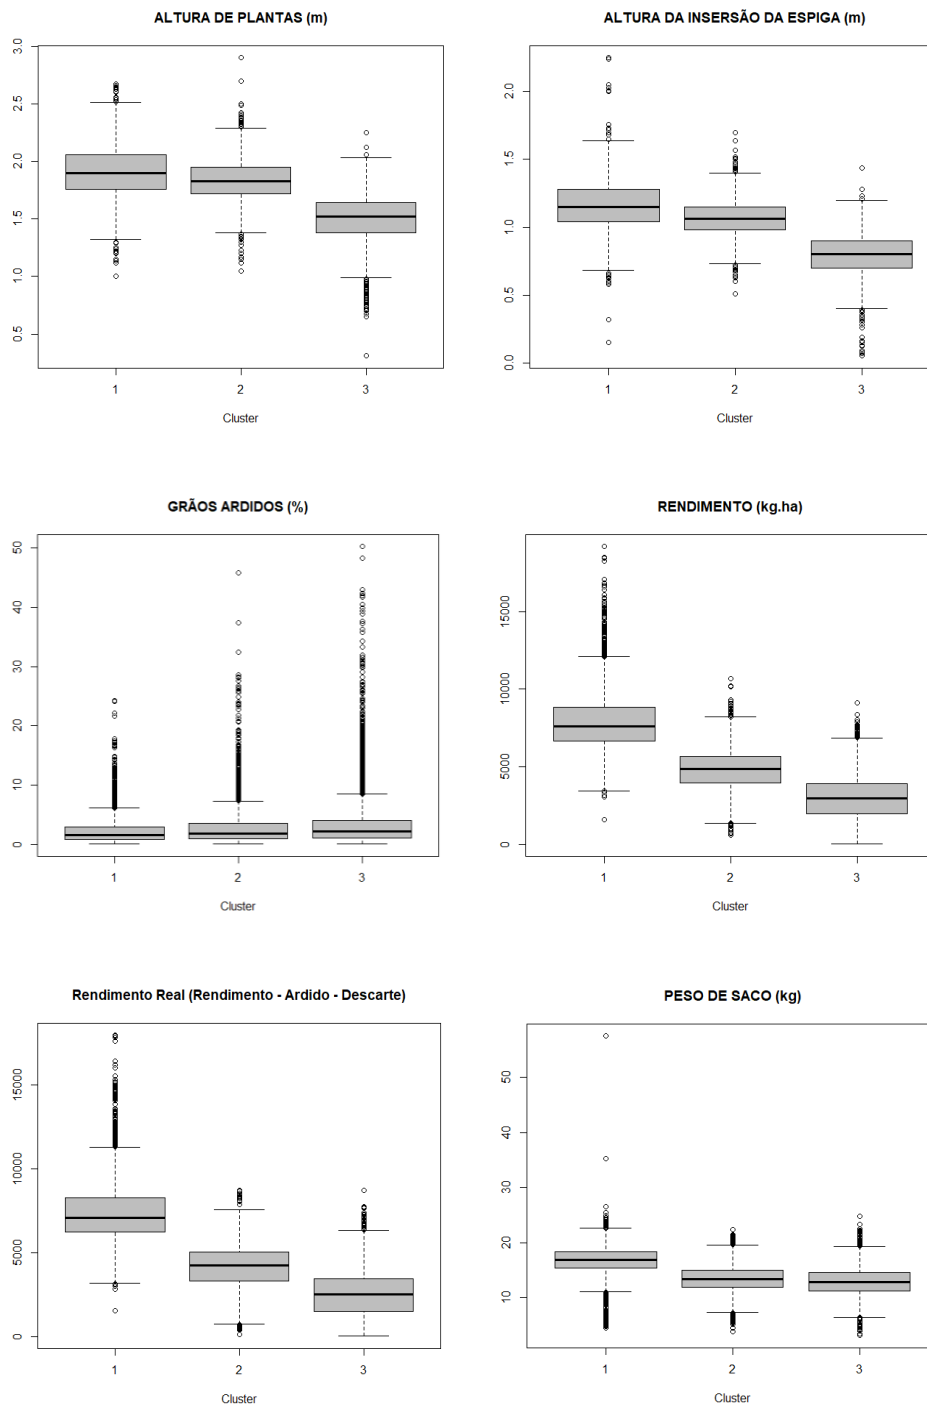 ALTURA DE PLANTAS (m)
3.0
2.5
2.0
1.5
1.0
0.5
1 2 3
Cluster
ALTURA DA INSERSÃO DA ESPIGA (m)
2.0
1.5
1.0
0.5
0.0
1 2 3
Cluster
GRÃOS ARDIDOS (%)
50
40
30
20
10
0
1 2 3
Cluster
RENDIMENTO (kg.ha)
15000
10000
5000
0
1 2 3
Cluster
Rendimento Real (Rendimento - Ardido - Descarte)
15000
10000
5000
0
1 2 3
Cluster
PESO DE SACO (kg)
50
40
30
20
10
1 2 3
Cluster